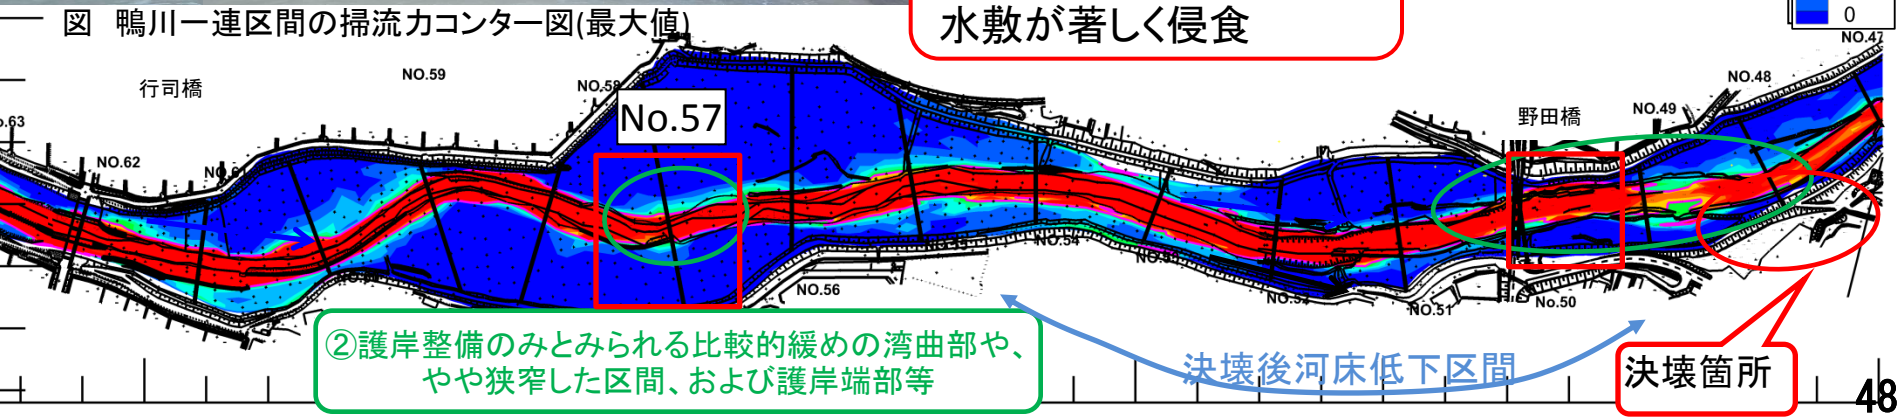 図　鴨川一連区間の掃流力コンター図(最大値)
水敷が著しく侵食
0
NO.47
行司橋
NO.59
NO.58
No.57
NO.48
野田橋
NO.49
NO.62
NO.61
NO.56
NO.54
NO.52
NO.51
No.50
②護岸整備のみとみられる比較的緩めの湾曲部や、
やや狭窄した区間、および護岸端部等
決壊後河床低下区間
決壊箇所
48